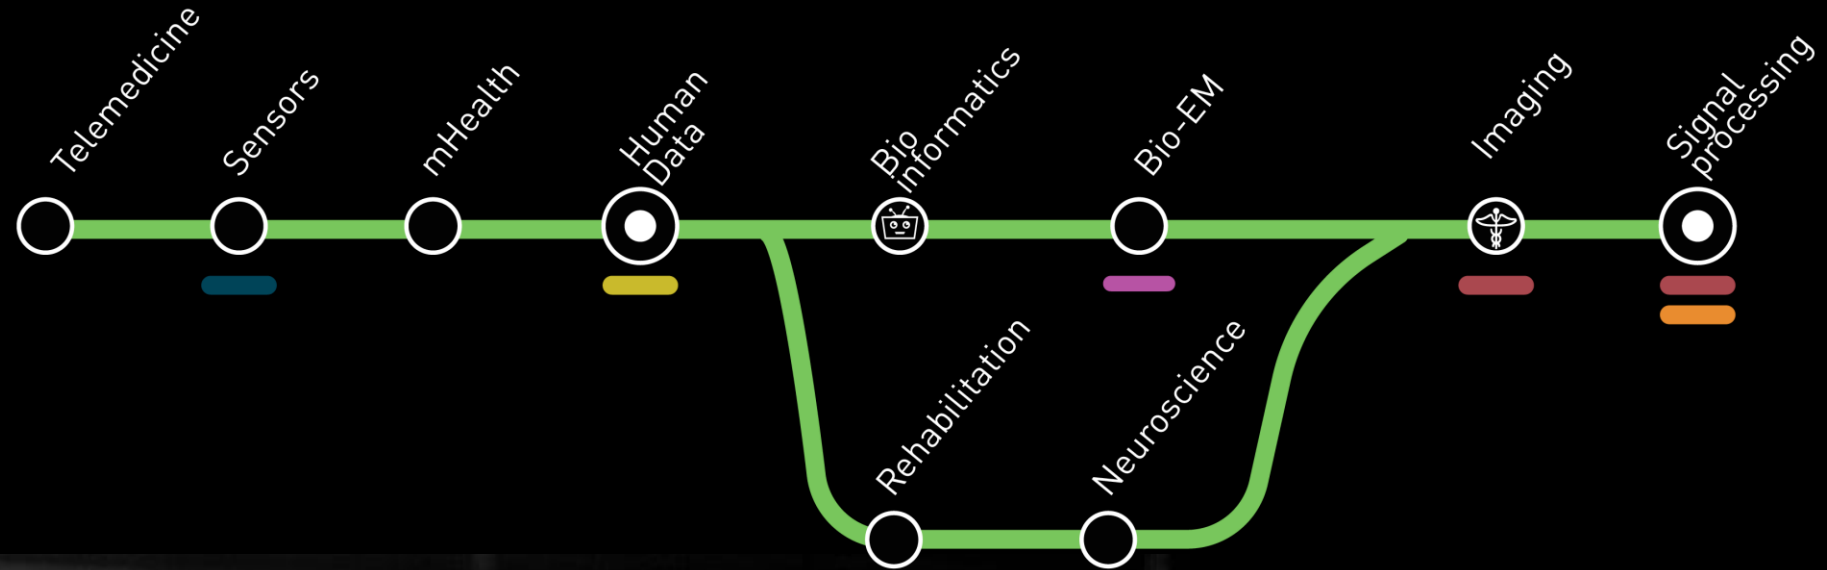 Telemedicine
Sensors
mHealth
Human
Data
Bio
informatics
Bio-EM
Imaging
Signal
processing
Rehabilitation
Neuroscience